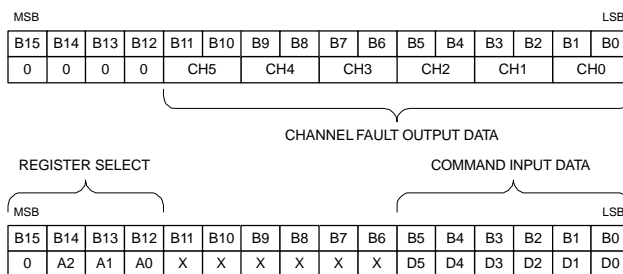 MSB LSB
B15 B14 B13 B12 B11 B10 B9 B8 B7 B6 B5 B4 B3 B2 B1 B0
0 0 0 0 CH5 CH4 CH3 CH2 CH1 CH0
CHANNEL FAULT OUTPUT DATA
REGISTER SELECT COMMAND INPUT DATA
MSB LSB
B15 B14 B13 B12 B11 B10 B9 B8 B7 B6 B5 B4 B3 B2 B1 B0
0 A2 A1 A0 X X X X X X D5 D4 D3 D2 D1 D0